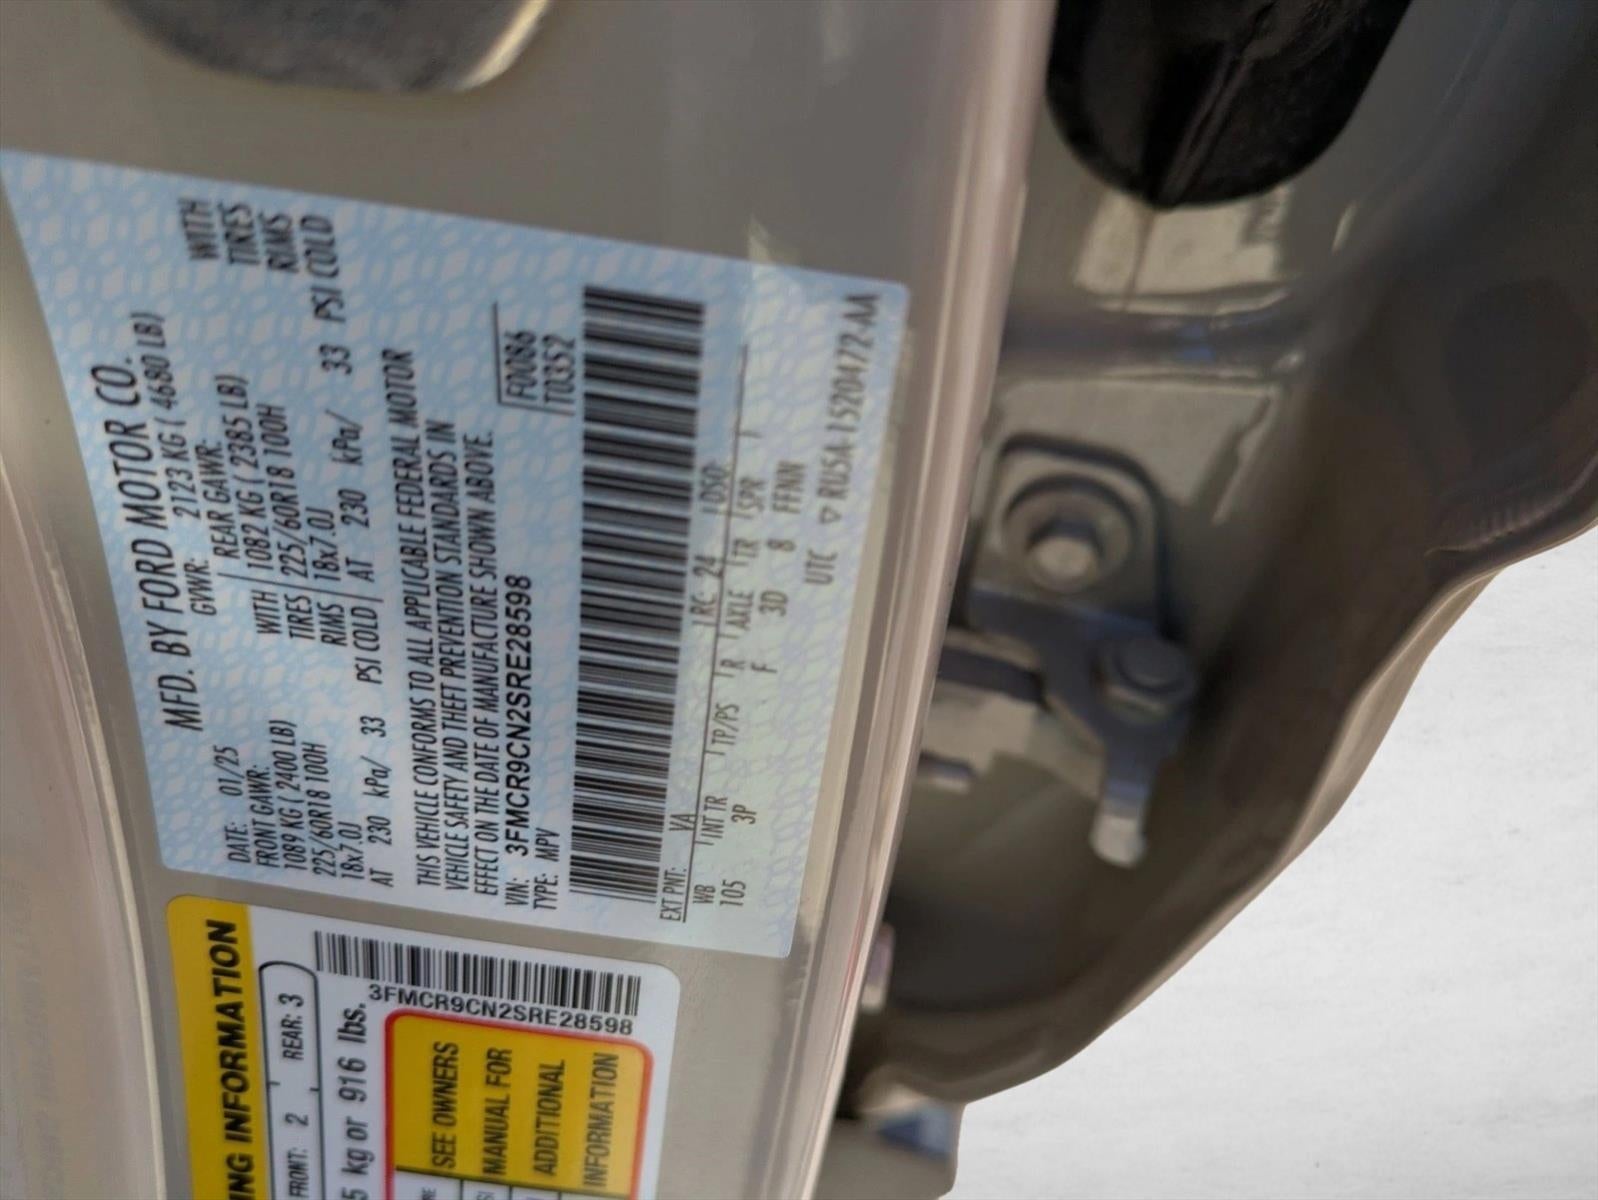 MFD. BY FORD MOTOR CO.
DATE: 01/25 GVWR: 2123 KG ( 4680 LB)
FRONT GAWR: REAR GAWR: WITH
1089 KG ( 2400 LB) WITH 1082 KG ( 2385 LB) TIRES
225/60R18 100H TIRES 225/60R18 100H RIMS
18x7.0J RIMS 18x7.0J PSI COLD
AT 230 kPa/ 33 PSI COLD AT 230 kPa/ 33
THIS VEHICLE CONFORMS TO ALL APPLICABLE FEDERAL MOTOR
VEHICLE SAFETY AND THEFT PREVENTION STANDARDS IN
EFFECT ON THE DATE OF MANUFACTURE SHOWN ABOVE.
VIN: 3FMCR9CN2SRE28598 F0086
TYPE: MPV T0352
EXT PNT: YA RC: 24 DSO:
WB INT TR TP/PS R AXLE TR SPR
105 3P F 3D 8 FFNN
UTC ▽ RU5A-1520472-AA
NG INFORMATION
FRONT: 2 REAR: 3
5 kg or 916 lbs.
3FMCR9CN2SRE28598
SEE OWNERS
MANUAL FOR
ADDITIONAL
INFORMATION